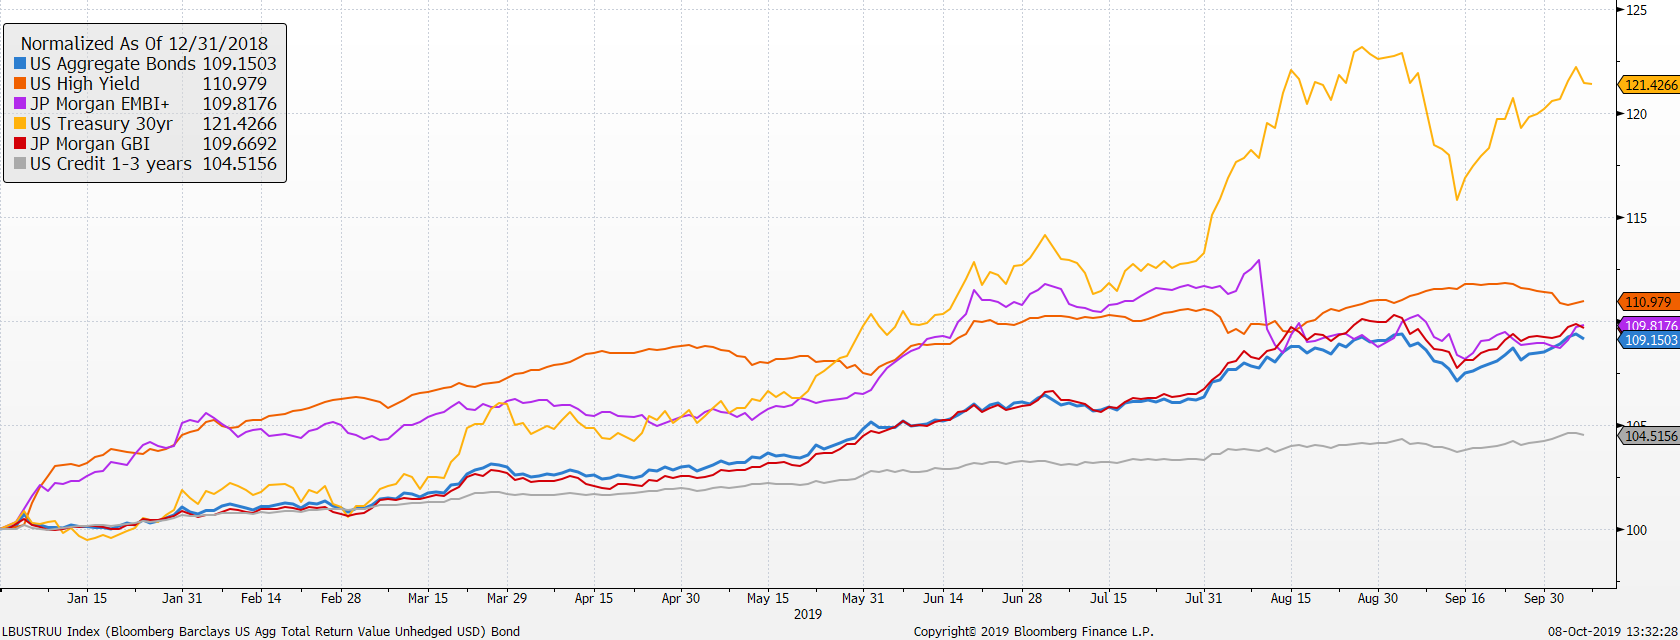 125
Normalized As Of 12/31/2018
US Aggregate Bonds 109.1503
US High Yield 110.979
JP Morgan EMBI+ 109.8176
US Treasury 30yr 121.4266
JP Morgan GBI 109.6692
US Credit 1-3 years 104.5156
121.4266
120
115
110.979
109.8176
109.1503
105
104.5156
100
Jan 15 Jan 31 Feb 14 Feb 28 Mar 15 Mar 29 Apr 15 Apr 30 May 15 May 31 Jun 14 Jun 28 Jul 15 Jul 31 Aug 15 Aug 30 Sep 16 Sep 30
2019
LBUSTRUU Index (Bloomberg Barclays US Agg Total Return Value Unhedged USD) Bond Copyright© 2019 Bloomberg Finance L.P. 08-Oct-2019 13:32:28